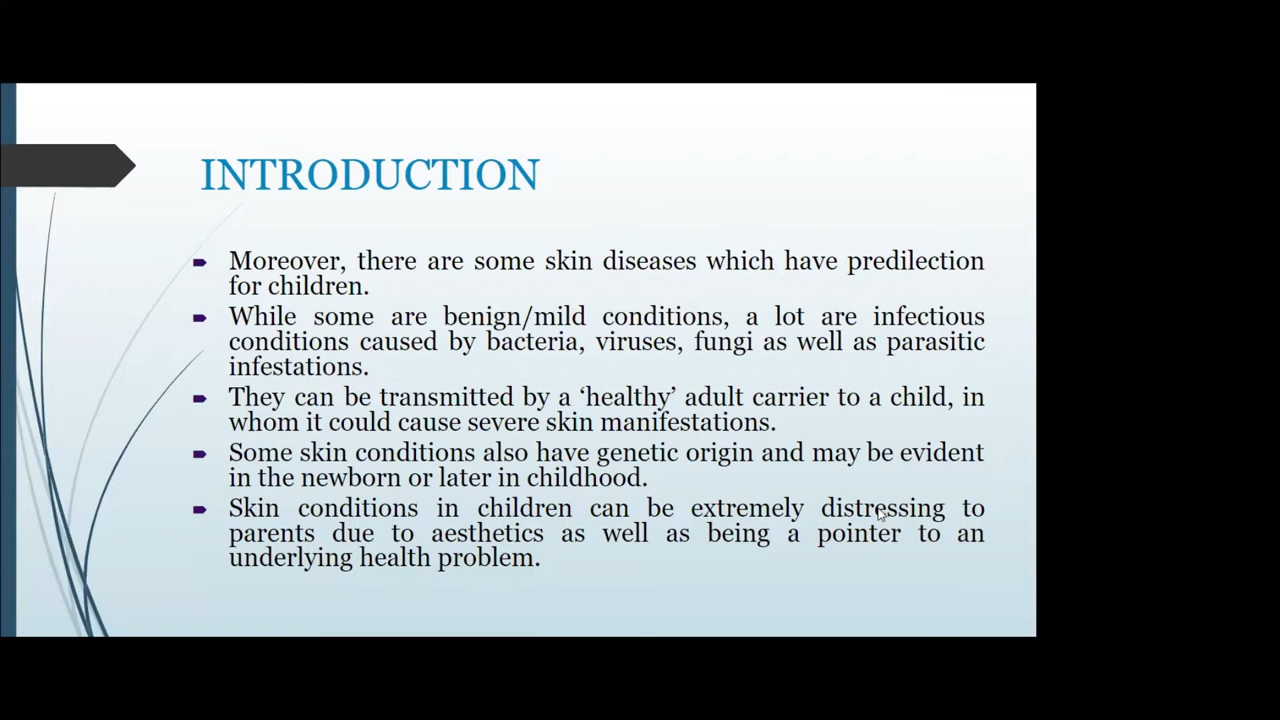 INTRODUCTION
Moreover, there are some skin diseases which have predilection
for children.
While some are benign/mild conditions, a lot are infectious
conditions caused by bacteria, viruses, fungi as well as parasitic
infestations.
They can be transmitted by a ‘healthy’ adult carrier to a child, in
whom it could cause severe skin manifestations.
Some skin conditions also have genetic origin and may be evident
in the newborn or later in childhood.
Skin conditions in children can be extremely distressing to
parents due to aesthetics as well as being a pointer to an
underlying health problem.